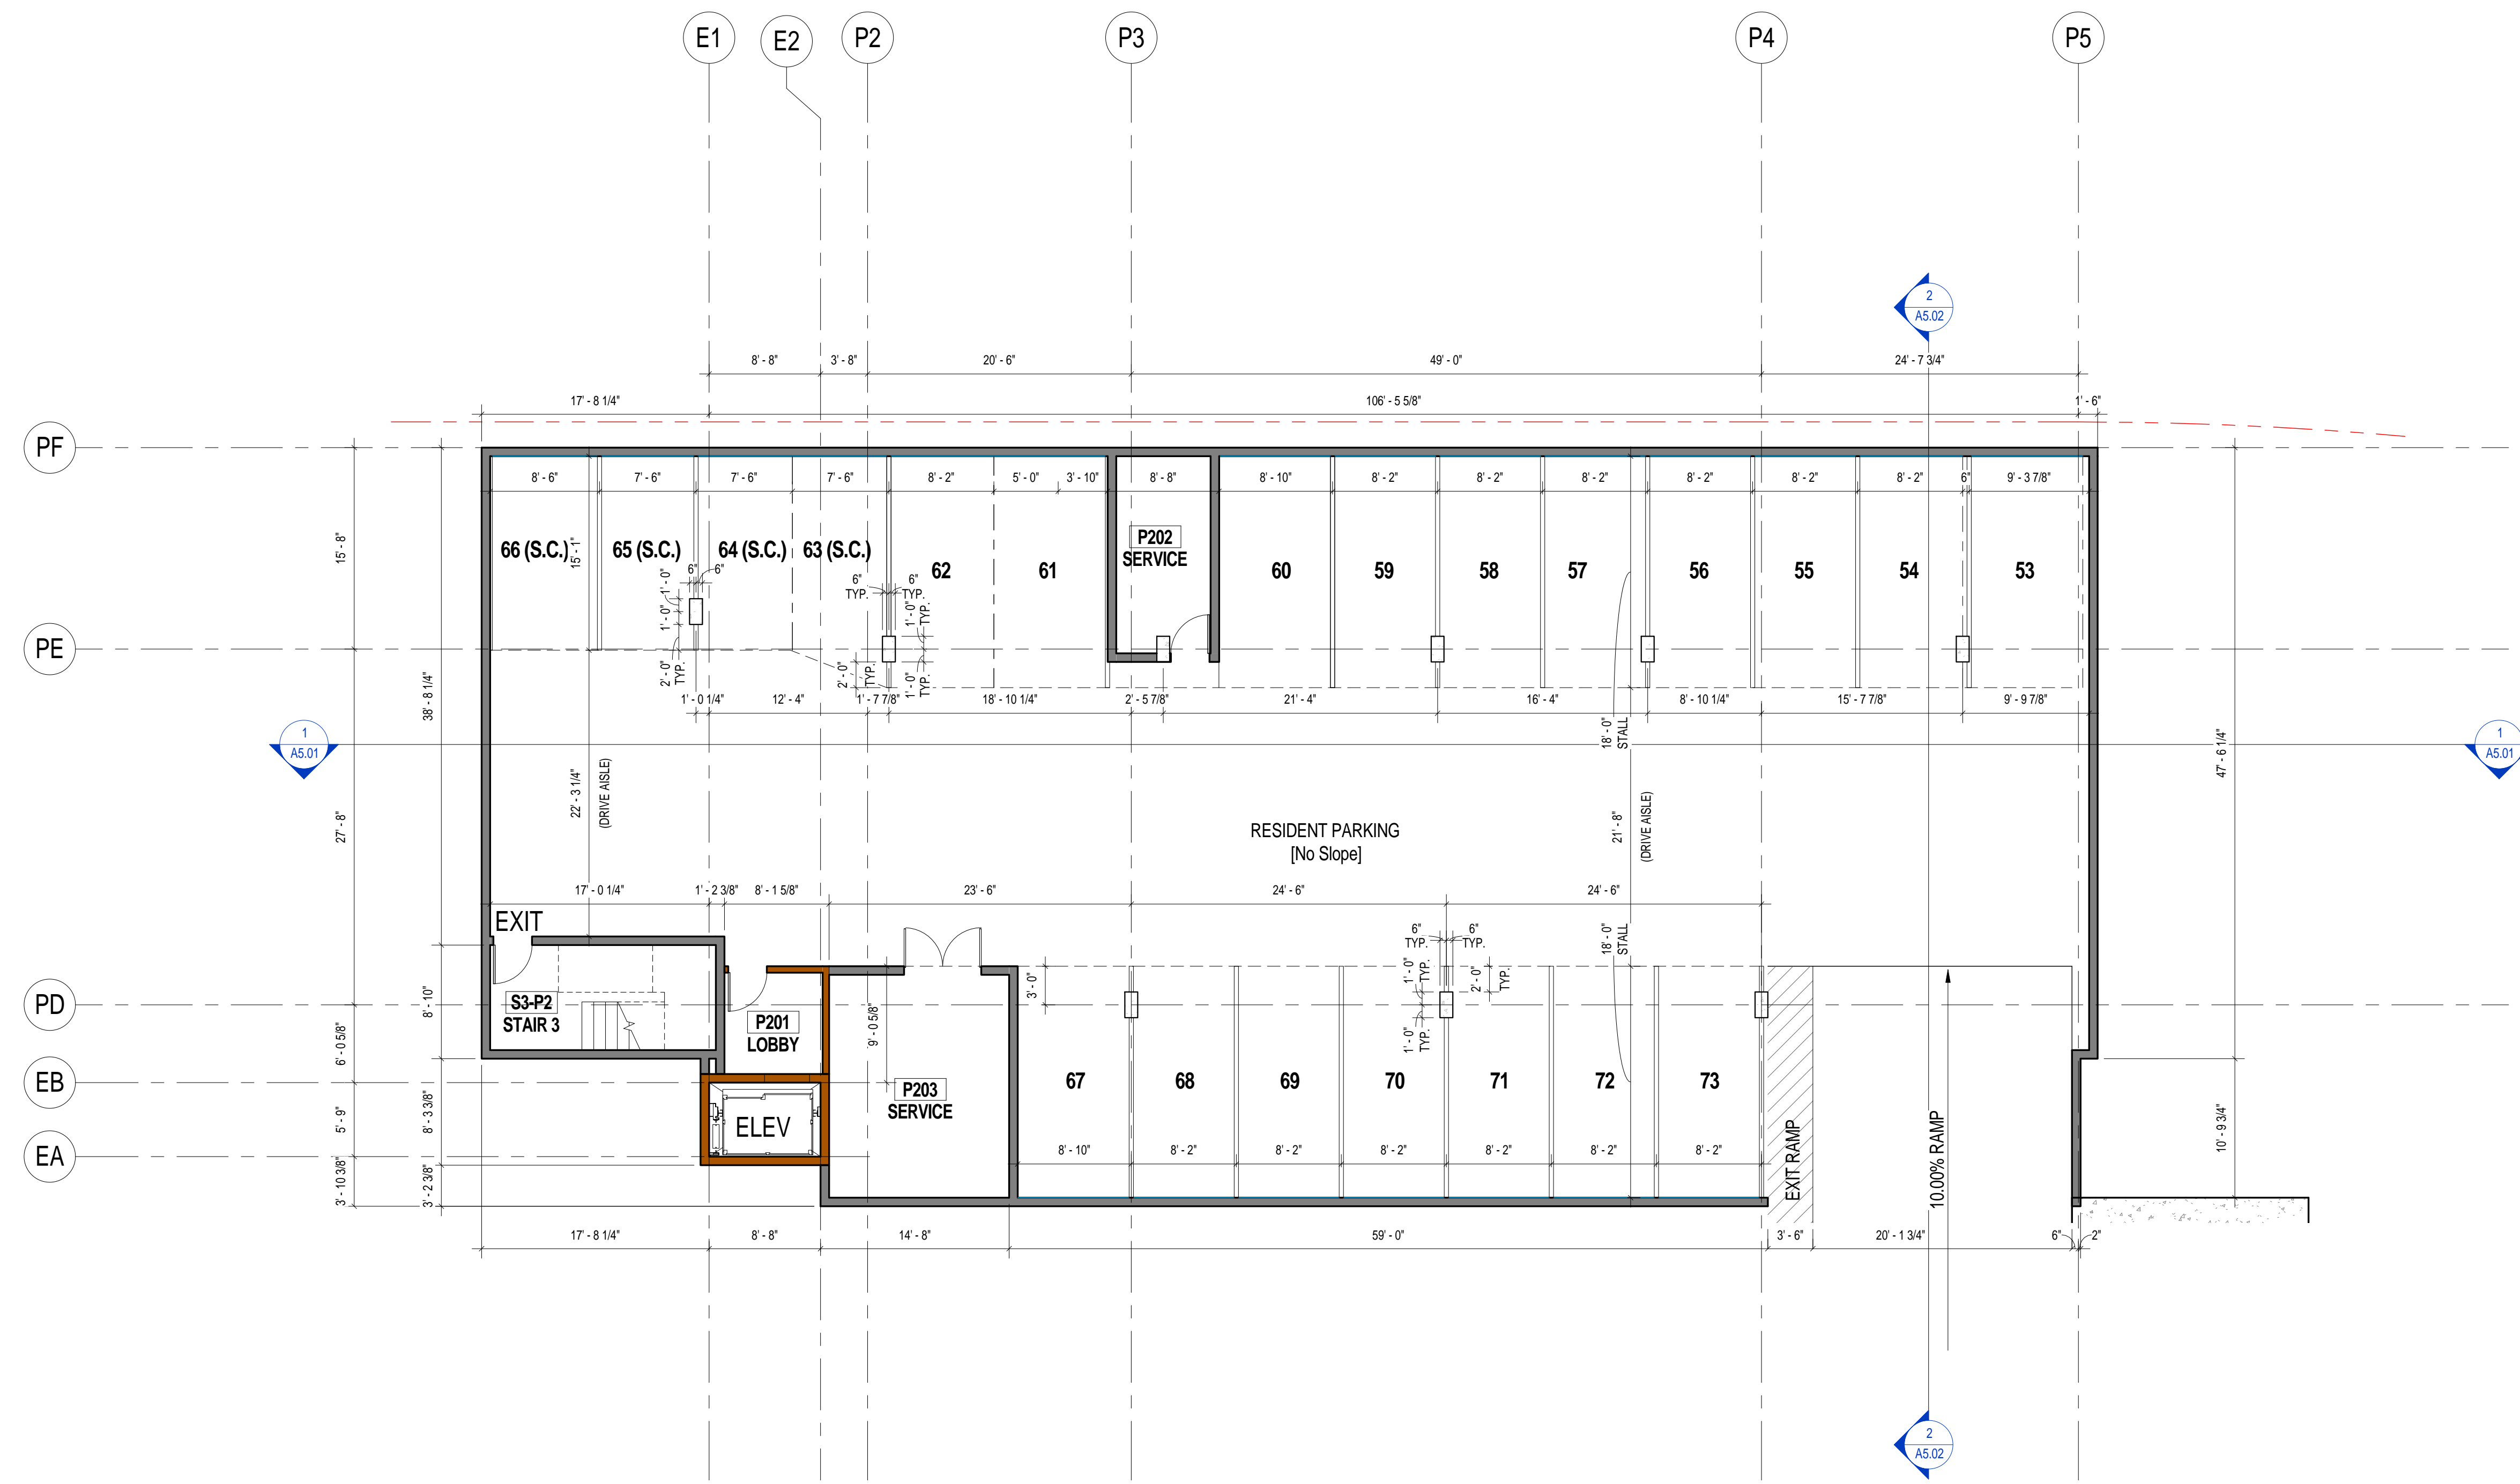 E1
E2
P2
P3
P4
P5
2
A5.02
8' - 8"
3' - 8"
20' - 6"
49' - 0"
24' - 7 3/4"
17' - 8 1/4"
106' - 5 5/8"
1' - 6"
PF
8' - 6"
7' - 6"
7' - 6"
7' - 6"
8' - 2"
5' - 0"
3' - 10"
8' - 8"
8' - 10"
8' - 2"
8' - 2"
8' - 2"
8' - 2"
8' - 2"
8' - 2"
6"
9' - 3 7/8"
15' - 8"
66 (S.C.)
15' - 1"
65 (S.C.)
64 (S.C.)
63 (S.C.)
62
61
P202
SERVICE
60
59
58
57
56
55
54
53
6"
6"
1' - 0"
1' - 0"
2' - 0"
TYP.
6"
TYP.
6"
TYP.
1' - 0"
TYP.
2' - 0"
TYP.
1' - 0"
TYP.
PE
1' - 0 1/4"
12' - 4"
1' - 7 7/8"
18' - 10 1/4"
2' - 5 7/8"
21' - 4"
16' - 4"
8' - 10 1/4"
15' - 7 7/8"
9' - 9 7/8"
18' - 0"
STALL
38' - 8 1/4"
1
A5.01
1
A5.01
47' - 6 1/4"
27' - 8"
22' - 3 1/4"
(DRIVE AISLE)
RESIDENT PARKING
[No Slope]
21' - 8"
(DRIVE AISLE)
17' - 0 1/4"
1' - 2 3/8"
8' - 1 5/8"
23' - 6"
24' - 6"
24' - 6"
EXIT
6"
TYP.
6"
TYP.
1' - 0"
TYP.
2' - 0"
TYP.
1' - 0"
TYP.
18' - 0"
STALL
3' - 0"
PD
8' - 10"
S3-P2
STAIR 3
P201
LOBBY
9' - 0 5/8"
6' - 0 5/8"
EB
P203
SERVICE
67
68
69
70
71
72
73
5' - 9"
8' - 3 3/8"
ELEV
EA
8' - 10"
8' - 2"
8' - 2"
8' - 2"
8' - 2"
8' - 2"
8' - 2"
EXIT RAMP
10.00% RAMP
10' - 9 3/4"
3' - 10 3/8"
3' - 2 3/8"
17' - 8 1/4"
8' - 8"
14' - 8"
59' - 0"
3' - 6"
20' - 1 3/4"
6"
2"
2
A5.02